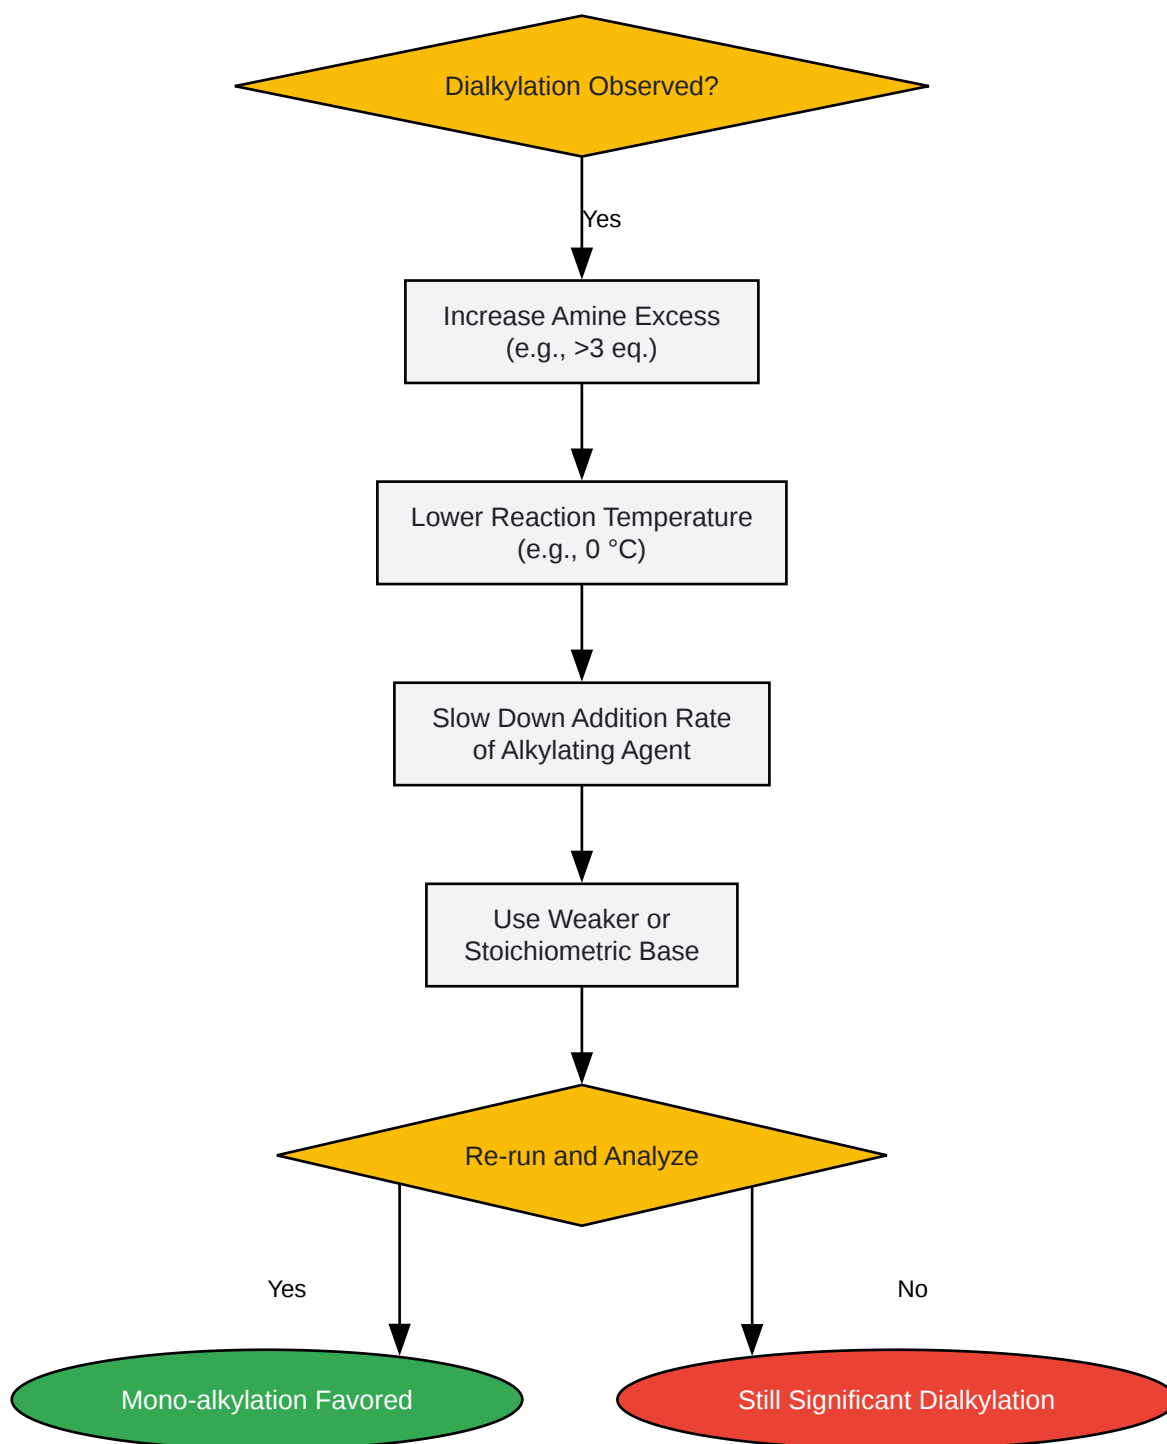 Dialkylation Observed?
Yes
Increase Amine Excess
(e.g., >3 eq.)
Lower Reaction Temperature
(e.g., 0 °C)
Slow Down Addition Rate
of Alkylating Agent
Use Weaker or
Stoichiometric Base
Re-run and Analyze
Yes
No
Mono-alkylation Favored
Still Significant Dialkylation